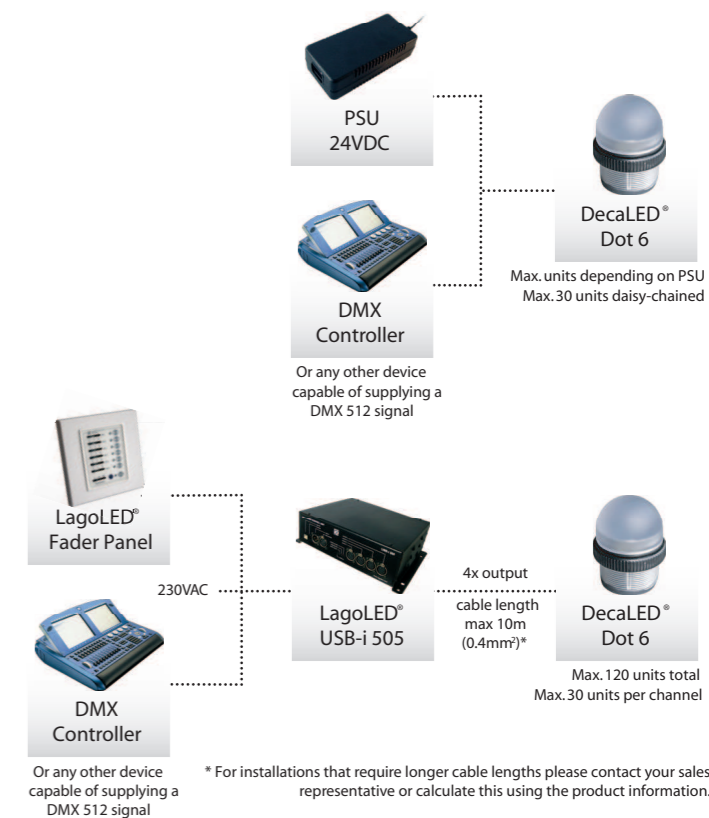 PSU
24VDC
DecaLED®
Dot 6
Max. units depending on PSU
Max. 30 units daisy-chained
DMX
Controller
Or any other device
capable of supplying a
DMX 512 signal
LagoLED®
Fader Panel
230VAC
LagoLED®
USB-i 505
4x output
cable length
max 10m
(0.4mm²)*
DecaLED®
Dot 6
Max. 120 units total
Max. 30 units per channel
DMX
Controller
Or any other device
capable of supplying a
DMX 512 signal
* For installations that require longer cable lengths please contact your sales
representative or calculate this using the product information.